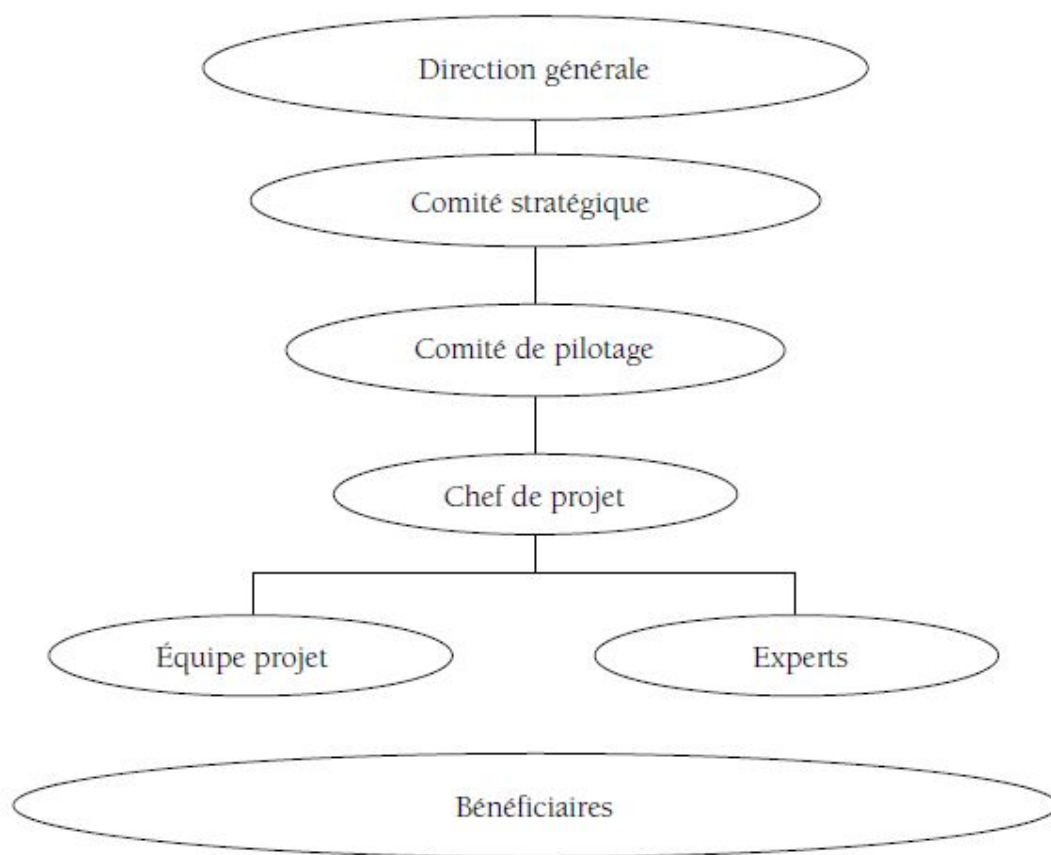 Direction générale
Comité stratégique
Comité de pilotage
Chef de projet
Équipe projet
Experts
Bénéficiaires